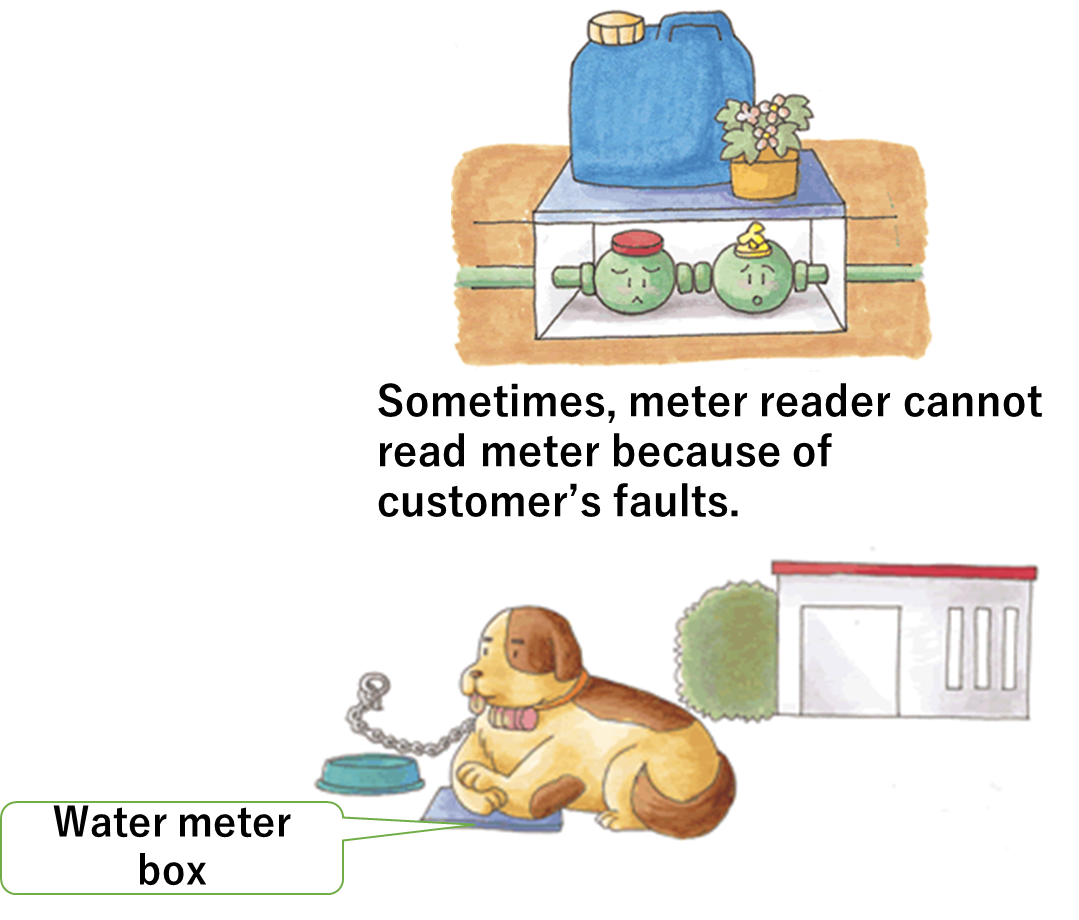 Sometimes, meter reader cannot
read meter because of
customer’s faults.
Water meter
box